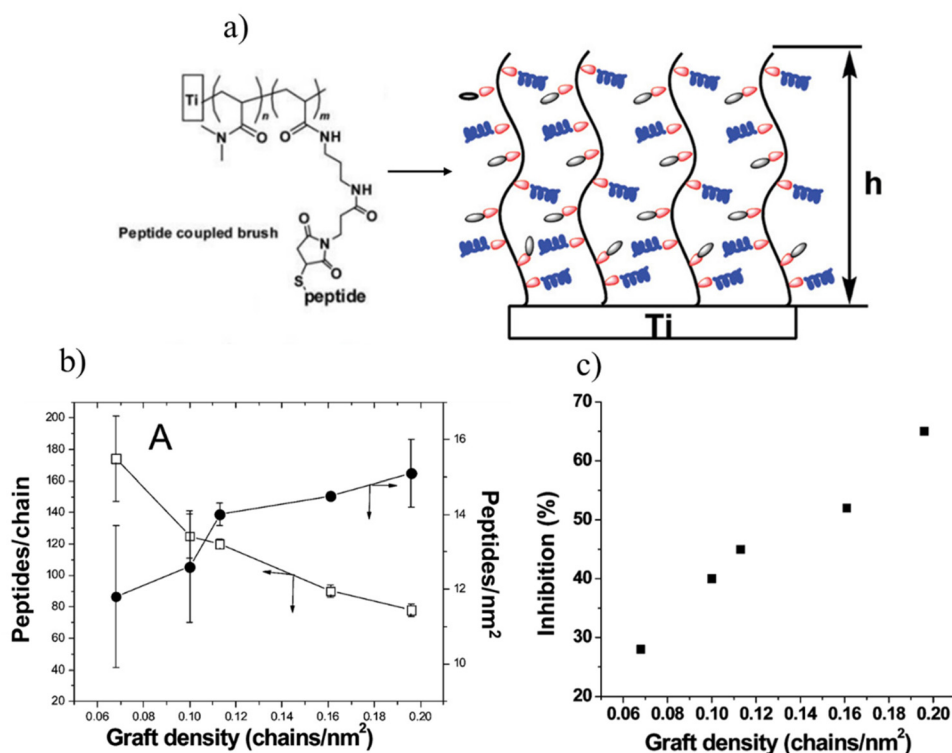 a)
Ti
n
m
N
O
O
NH
NH
O
O
N
O
S
peptide
Peptide coupled brush
h
Ti
b)
A
Peptides/chain
210
200
180
160
140
120
100
80
60
40
20
16
14
12
10
Peptides/nm2
0.06 0.08 0.10 0.12 0.14 0.16 0.18 0.20
Graft density (chains/nm2)
c)
Inhibition (%)
70
60
50
40
30
20
0.06 0.08 0.10 0.12 0.14 0.16 0.18 0.20
Graft density (chains/nm2)